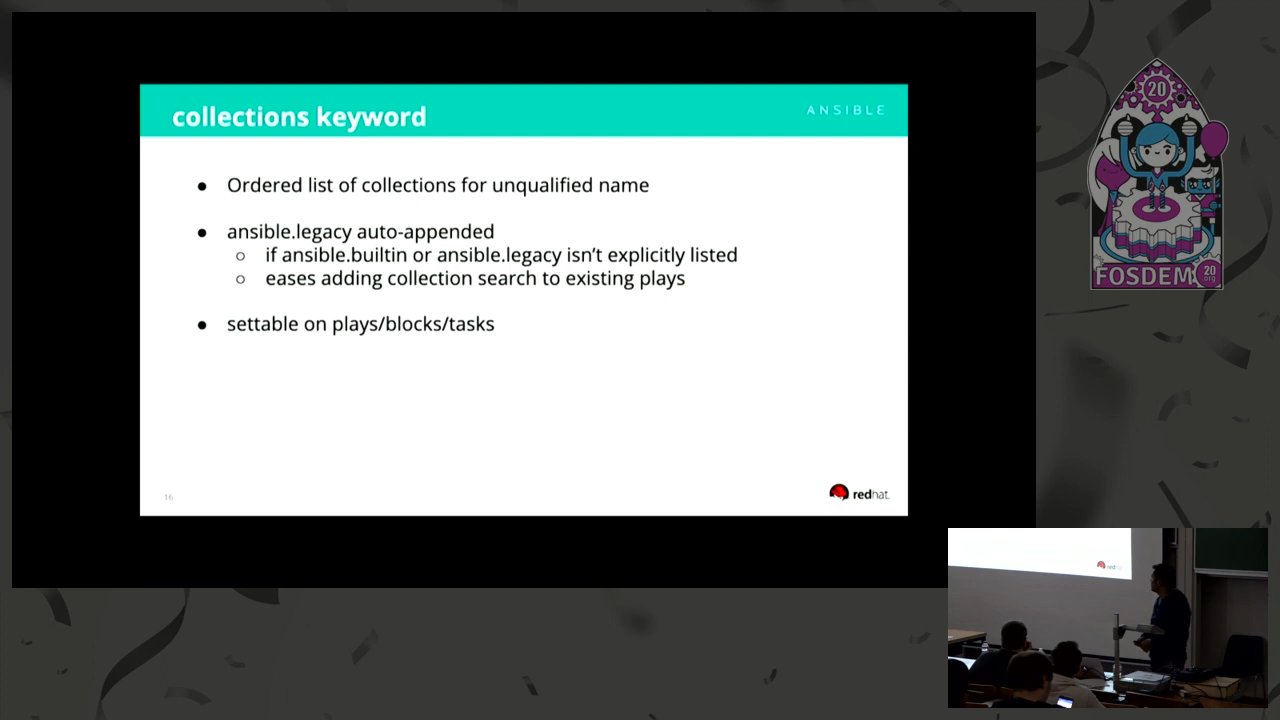 collections keyword
ANSIBLE
● Ordered list of collections for unqualified name
● ansible.legacy auto-appended
○ if ansible.builtin or ansible.legacy isn't explicitly listed
○ eases adding collection search to existing plays
● settable on plays/blocks/tasks
16
redhat.
20
FOSDEM
20
org